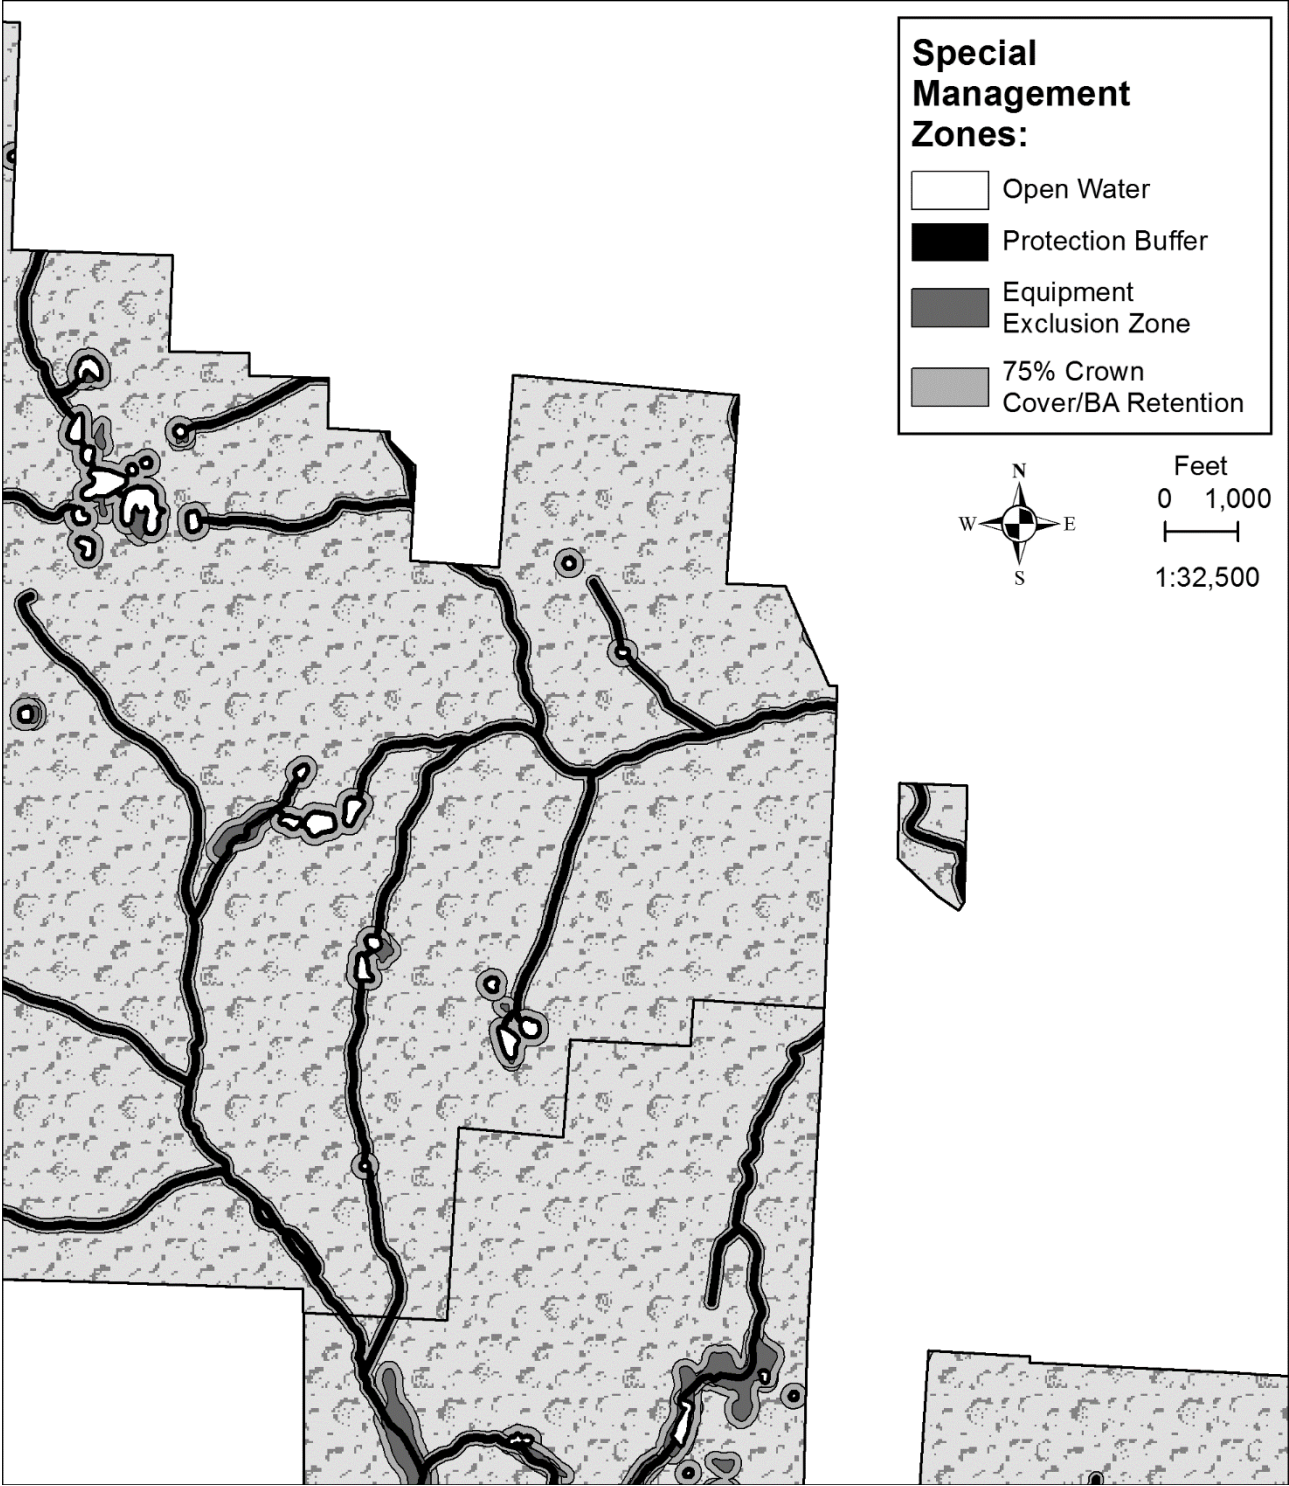 Special
Management
Zones:
Open Water
Protection Buffer
Equipment
Exclusion Zone
75% Crown
Cover/BA Retention
N
W E
S
Feet
0 1,000
1:32,500